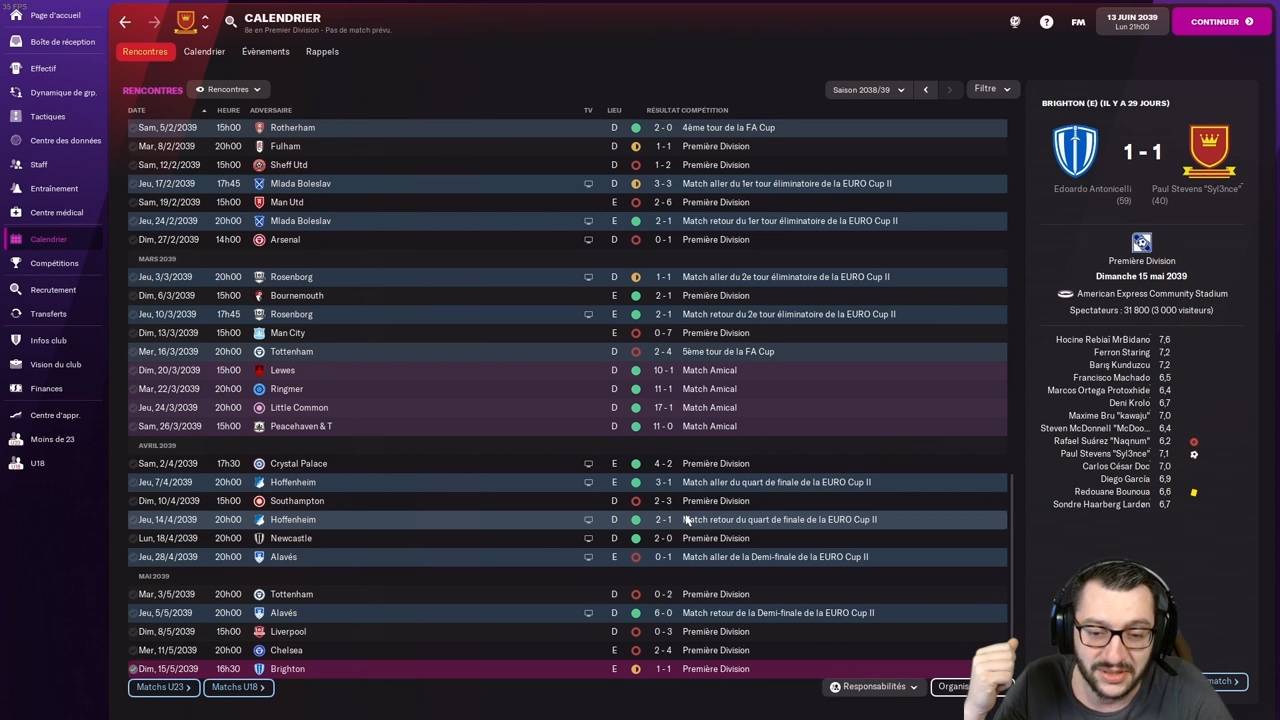 35 FPS
Page d'accueil
Boîte de réception
Effectif
Dynamique de grp.
Tactiques
Centre des données
Staff
Entraînement
Centre médical
Calendrier
Compétitions
Recrutement
Transferts
Infos club
Vision du club
Finances
Centre d'appr.
Moins de 23
U18
CALENDRIER
8e en Premier Division - Pas de match prévu.
FM
13 JUIN 2039
Lun 21h00
CONTINUER
Rencontres Calendrier Évènements Rappels
RENCONTRES Rencontres Saison 2038/39 Filtre
DATE HEURE ADVERSAIRE TV LIEU RÉSULTAT COMPÉTITION
Sam, 5/2/2039 15h00 Rotherham D 2 - 0 4ème tour de la FA Cup
Mar, 8/2/2039 20h00 Fulham D 1 - 1 Première Division
Sam, 12/2/2039 15h00 Sheff Utd D 1 - 2 Première Division
Jeu, 17/2/2039 17h45 Mlada Boleslav D 3 - 3 Match aller du 1er tour éliminatoire de la EURO Cup II
Sam, 19/2/2039 15h00 Man Utd E 2 - 6 Première Division
Jeu, 24/2/2039 20h00 Mlada Boleslav E 2 - 1 Match retour du 1er tour éliminatoire de la EURO Cup II
Dim, 27/2/2039 14h00 Arsenal D 0 - 1 Première Division
MARS 2039
Jeu, 3/3/2039 20h00 Rosenborg D 1 - 1 Match aller du 2e tour éliminatoire de la EURO Cup II
Dim, 6/3/2039 15h00 Bournemouth E 2 - 1 Première Division
Jeu, 10/3/2039 17h45 Rosenborg E 2 - 1 Match retour du 2e tour éliminatoire de la EURO Cup II
Dim, 13/3/2039 15h00 Man City E 0 - 7 Première Division
Mer, 16/3/2039 20h00 Tottenham D 2 - 4 5ème tour de la FA Cup
Dim, 20/3/2039 15h00 Lewes D 10 - 1 Match Amical
Mar, 22/3/2039 20h00 Ringmer D 11 - 1 Match Amical
Jeu, 24/3/2039 20h00 Little Common D 17 - 1 Match Amical
Sam, 26/3/2039 15h00 Peacehaven & T D 11 - 0 Match Amical
AVRIL 2039
Sam, 2/4/2039 17h30 Crystal Palace E 4 - 2 Première Division
Jeu, 7/4/2039 20h00 Hoffenheim E 3 - 1 Match aller du quart de finale de la EURO Cup II
Dim, 10/4/2039 15h00 Southampton D 2 - 3 Première Division
Jeu, 14/4/2039 20h00 Hoffenheim D 2 - 1 Match retour du quart de finale de la EURO Cup II
Lun, 18/4/2039 20h00 Newcastle D 2 - 0 Première Division
Jeu, 28/4/2039 20h00 Alavés E 0 - 1 Match aller de la Demi-finale de la EURO Cup II
MAI 2039
Mar, 3/5/2039 20h00 Tottenham D 0 - 2 Première Division
Jeu, 5/5/2039 20h00 Alavés D 6 - 0 Match retour de la Demi-finale de la EURO Cup II
Dim, 8/5/2039 15h00 Liverpool D 0 - 3 Première Division
Mer, 11/5/2039 20h00 Chelsea E 2 - 4 Première Division
Dim, 15/5/2039 16h30 Brighton E 1 - 1 Première Division
Matchs U23 Matchs U18 Responsabilités Organis
BRIGHTON (E) (IL Y A 29 JOURS)
1 - 1
Edoardo Antonicelli (59)
Paul Stevens "Syl3nce" (40)
Première Division
Dimanche 15 mai 2039
American Express Community Stadium
Spectateurs : 31 800 (3 000 visiteurs)
Hocine Rebiai MrBidano 7,6
Ferron Staring 7,2
Barış Kunduzcu 7,2
Francisco Machado 6,5
Marcos Ortega Protoxhide 6,4
Deni Krolo 6,7
Maxime Bru "kawaju" 7,0
Steven McDonnell "McDoo... 6,4
Rafael Suárez "Naqnum" 6,2
Paul Stevens "Syl3nce" 7,1
Carlos César Doc 7,0
Diego García 6,9
Redouane Bounoua 6,6
Sondre Haarberg Lardøn 6,7
match